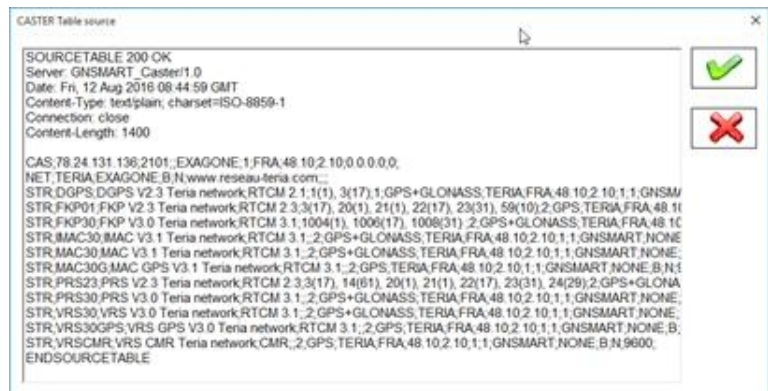 CASTER Table source
SOURCETABLE 200 OK
Server: GNSMART_Caster/1.0
Date: Fri, 12 Aug 2016 08:44:59 GMT
Content-Type: text/plain; charset=ISO-8859-1
Connection: close
Content-Length: 1400
CAS;78.24.131.136;2101;;EXAGONE;1;FRA;48.10;2.10;0.0.0.0;0;
NET;TERIA;EXAGONE;B;N;www.reseau-teria.com;;;
STR;DGPS;DGPS V2.3 Teria network;RTCM 2.1;1(1), 3(17);1;GPS+GLONASS;TERIA;FRA;48.10;2.10;1;1;GNSM
STR;FKP01;FKP V2.3 Teria network;RTCM 2.3;3(17), 20(1), 21(1), 22(17), 23(31), 59(10);2;GPS;TERIA;FRA;48.1
STR;FKP30;FKP V3.0 Teria network;RTCM 3.1;1004(1), 1006(17), 1008(31) ;2;GPS+GLONASS;TERIA;FRA;48.1
STR;IMAC30;IMAC V3.1 Teria network;RTCM 3.1;;2;GPS+GLONASS;TERIA;FRA;48.10;2.10;1;1;GNSMART;NONE
STR;MAC30;MAC V3.1 Teria network;RTCM 3.1;;2;GPS+GLONASS;TERIA;FRA;48.10;2.10;1;1;GNSMART;NONE;
STR;MAC30G;MAC GPS V3.1 Teria network;RTCM 3.1;;2;GPS;TERIA;FRA;48.10;2.10;1;1;GNSMART;NONE;B;N;
STR;PRS23;PRS V2.3 Teria network;RTCM 2.3;3(17), 14(61), 20(1), 21(1), 22(17), 23(31), 24(29);2;GPS+GLONA
STR;PRS30;PRS V3.0 Teria network;RTCM 3.1;;2;GPS+GLONASS;TERIA;FRA;48.10;2.10;1;1;GNSMART;NONE;
STR;VRS30;VRS V3.0 Teria network;RTCM 3.1;;2;GPS+GLONASS;TERIA;FRA;48.10;2.10;1;1;GNSMART;NONE;
STR;VRS30GPS;VRS GPS V3.0 Teria network;RTCM 3.1;;2;GPS;TERIA;FRA;48.10;2.10;1;1;GNSMART;NONE;B;
STR;VRSCMR;VRS CMR Teria network;CMR;;2;GPS;TERIA;FRA;48.10;2.10;1;1;GNSMART;NONE;B;N;9600;
ENDSOURCETABLE